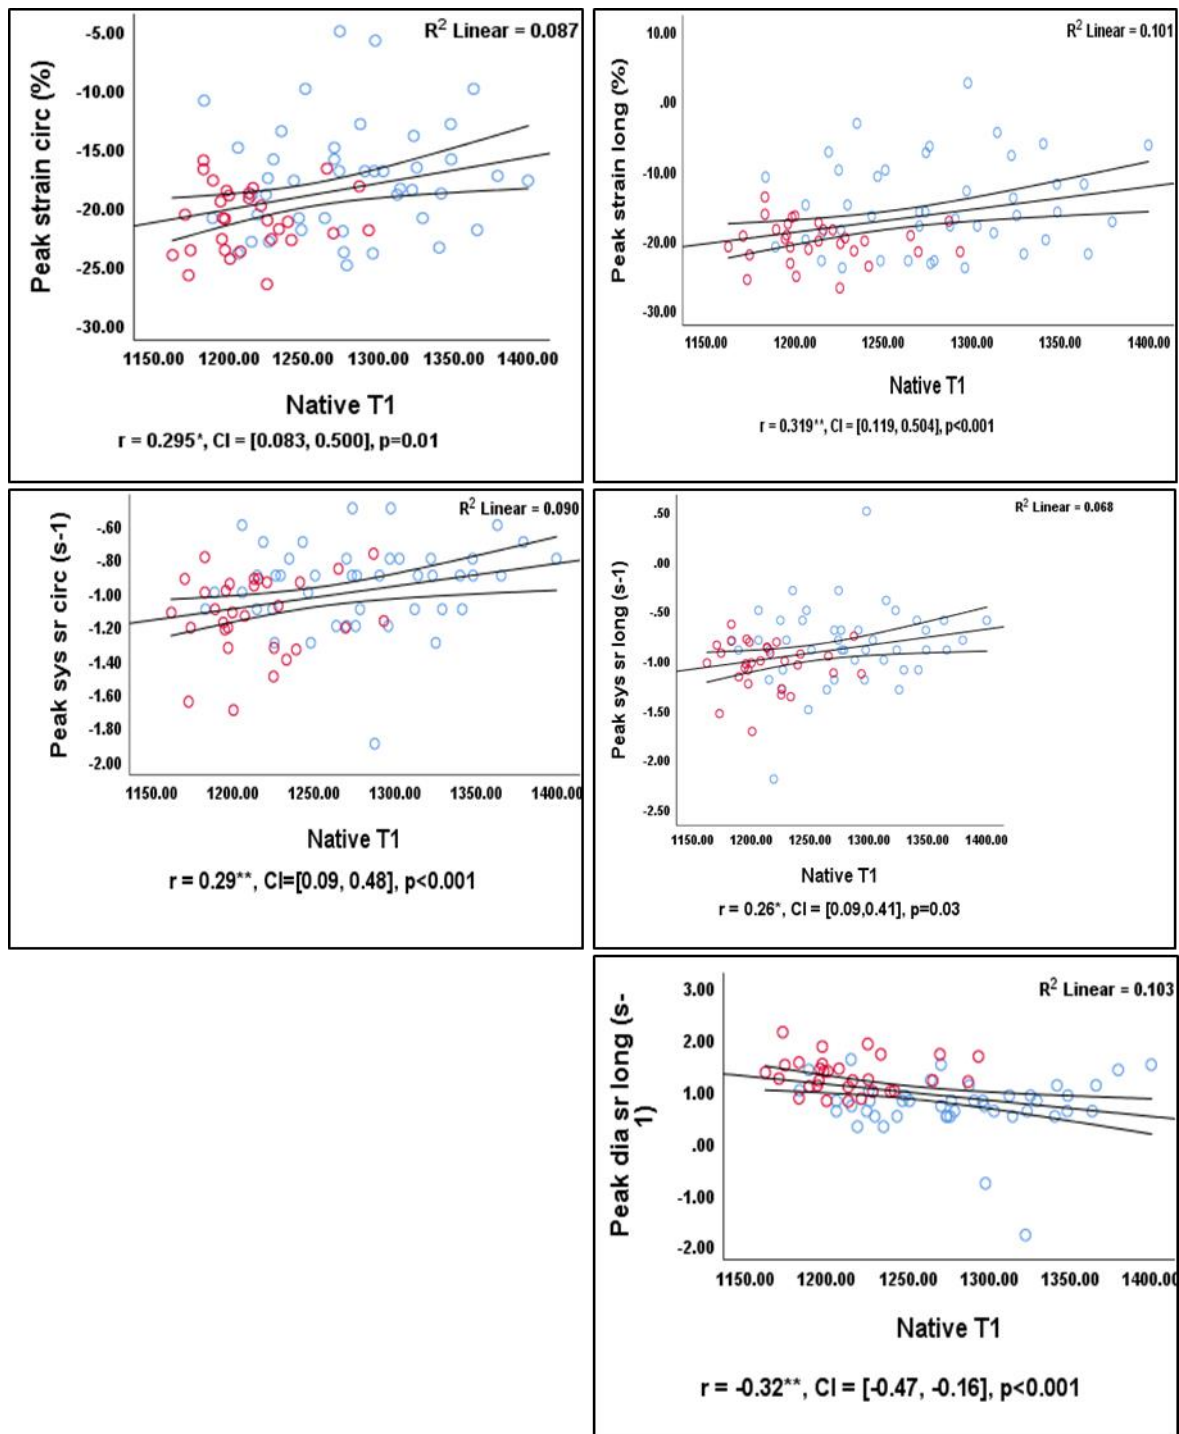 R² Linear = 0.087
Peak strain circ (%)
-5.00
-10.00
-15.00
-20.00
-25.00
-30.00
1150.00 1200.00 1250.00 1300.00 1350.00 1400.00
Native T1
r = 0.295*, CI = [0.083, 0.500], p=0.01
R² Linear = 0.101
Peak strain long (%)
10.00
.00
-10.00
-20.00
-30.00
1150.00 1200.00 1250.00 1300.00 1350.00 1400.00
Native T1
r = 0.319**, CI = [0.119, 0.504], p<0.001
R² Linear = 0.090
Peak sys sr circ (s-1)
-.60
-.80
-1.00
-1.20
-1.40
-1.60
-1.80
-2.00
1150.00 1200.00 1250.00 1300.00 1350.00 1400.00
Native T1
r = 0.29**, CI=[0.09, 0.48], p<0.001
R² Linear = 0.068
Peak sys sr long (s-1)
.50
.00
-.50
-1.00
-1.50
-2.00
-2.50
1150.00 1200.00 1250.00 1300.00 1350.00 1400.00
Native T1
r = 0.26*, CI = [0.09,0.41], p=0.03
R² Linear = 0.103
Peak dia sr long (s-
1)
3.00
2.00
1.00
.00
-1.00
-2.00
1150.00 1200.00 1250.00 1300.00 1350.00 1400.00
Native T1
r = -0.32**, CI = [-0.47, -0.16], p<0.001